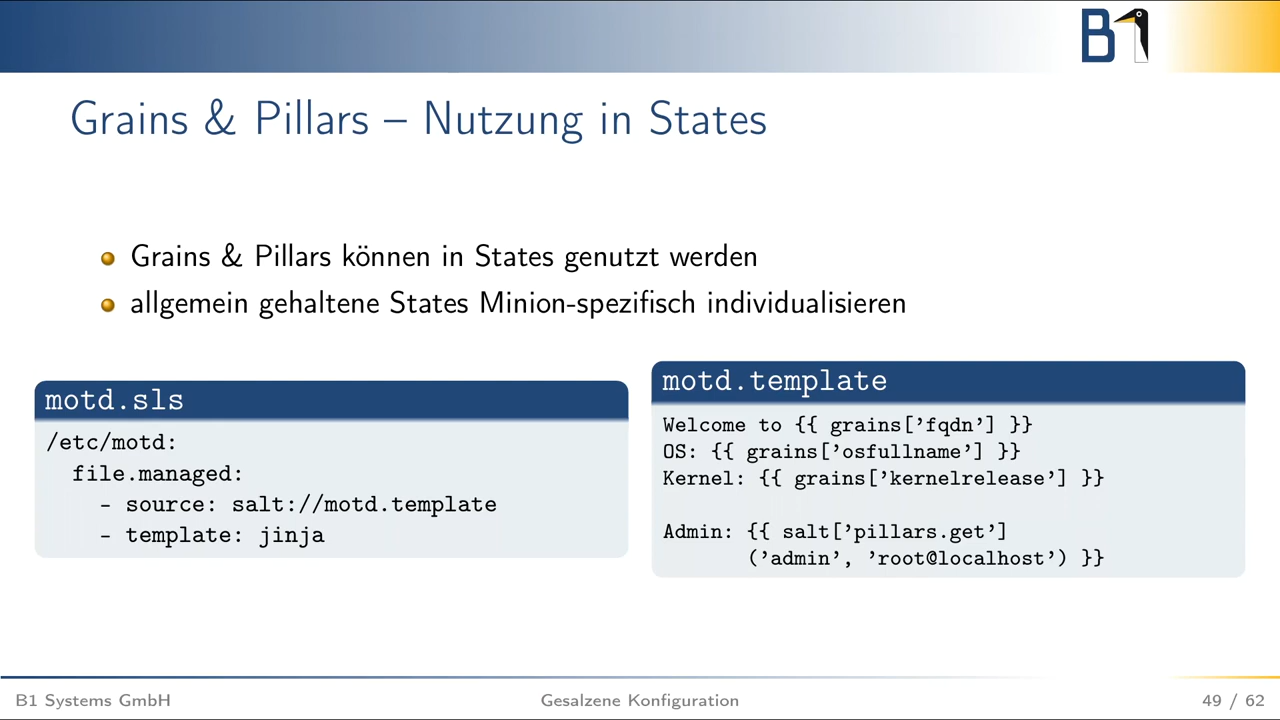 B1
Grains & Pillars – Nutzung in States
Grains & Pillars können in States genutzt werden
allgemein gehaltene States Minion-spezifisch individualisieren
motd.sls
/etc/motd:
  file.managed:
    - source: salt://motd.template
    - template: jinja
motd.template
Welcome to {{ grains[’fqdn’] }}
OS: {{ grains[’osfullname’] }}
Kernel: {{ grains[’kernelrelease’] }}
Admin: {{ salt[’pillars.get’]
       (’admin’, ’root@localhost’) }}
B1 Systems GmbH
Gesalzene Konfiguration
49 / 62